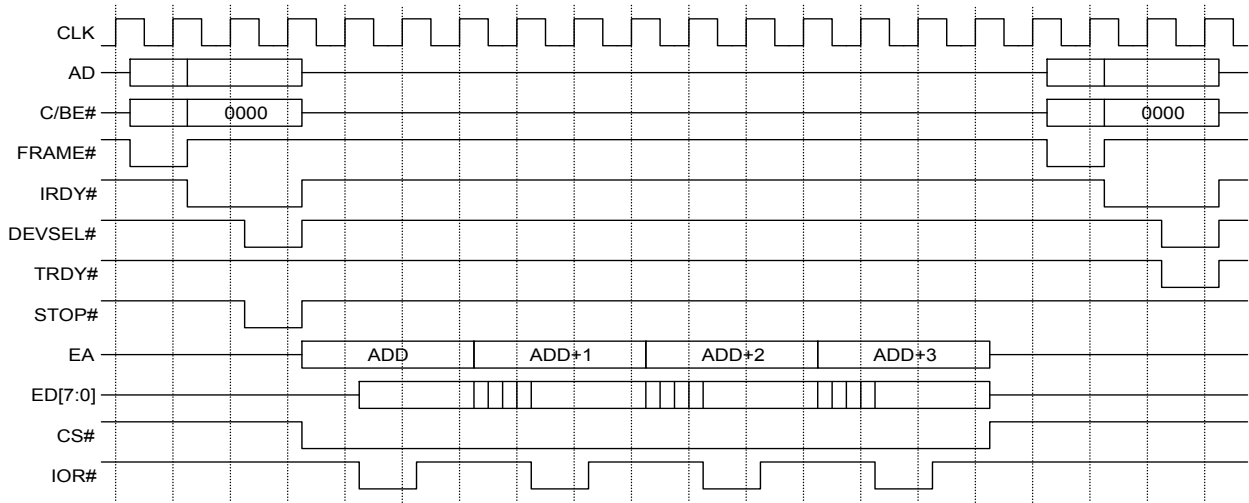 CLK
AD
C/BE# 0000 0000
FRAME#
IRDY#
DEVSEL#
TRDY#
STOP#
EA ADD ADD+1 ADD+2 ADD+3
ED[7:0]
CS#
IOR#